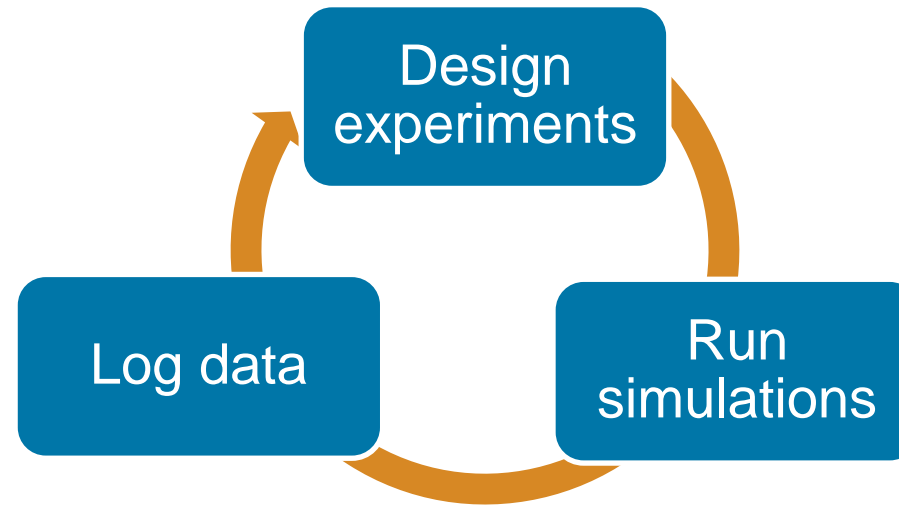 Design
experiments
Run
simulations
Log data